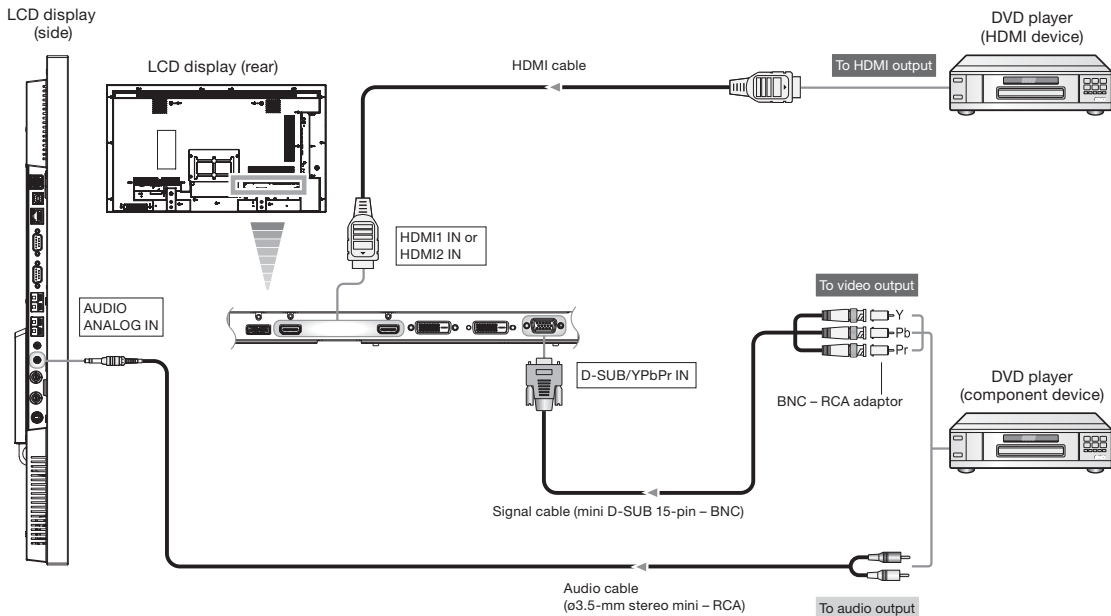 LCD display
(side)
LCD display (rear)
HDMI cable
To HDMI output
DVD player
(HDMI device)
HDMI1 IN or
HDMI2 IN
AUDIO
ANALOG IN
To video output
Y
Pb
Pr
D-SUB/YPbPr IN
BNC – RCA adaptor
DVD player
(component device)
Signal cable (mini D-SUB 15-pin – BNC)
Audio cable
(ø3.5-mm stereo mini – RCA)
To audio output